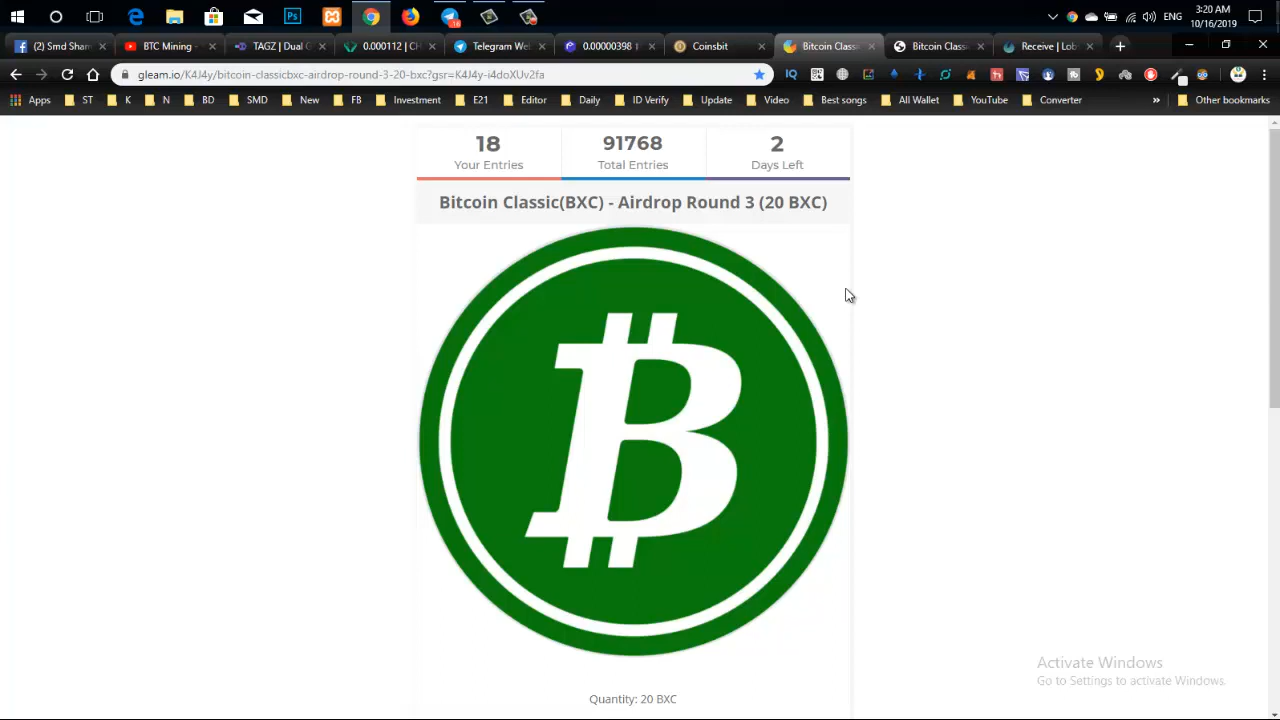 3:20 AM
ENG
10/16/2019
(2) Smd Shan
BTC Mining -
TAGZ | Dual C
0.000112 | CH
Telegram We
0.00000398 |
Coinsbit
Bitcoin Classi
Bitcoin Classi
Receive | Lob
gleam.io/K4J4y/bitcoin-classicbxc-airdrop-round-3-20-bxc?gsr=K4J4y-i4doXUv2fa
Apps ST K N BD SMD New FB Investment E21 Editor Daily ID Verify Update Video Best songs All Wallet YouTube Converter » Other bookmarks
18 91768 2
Your Entries Total Entries Days Left
Bitcoin Classic(BXC) - Airdrop Round 3 (20 BXC)
Quantity: 20 BXC
Activate Windows
Go to Settings to activate Windows.